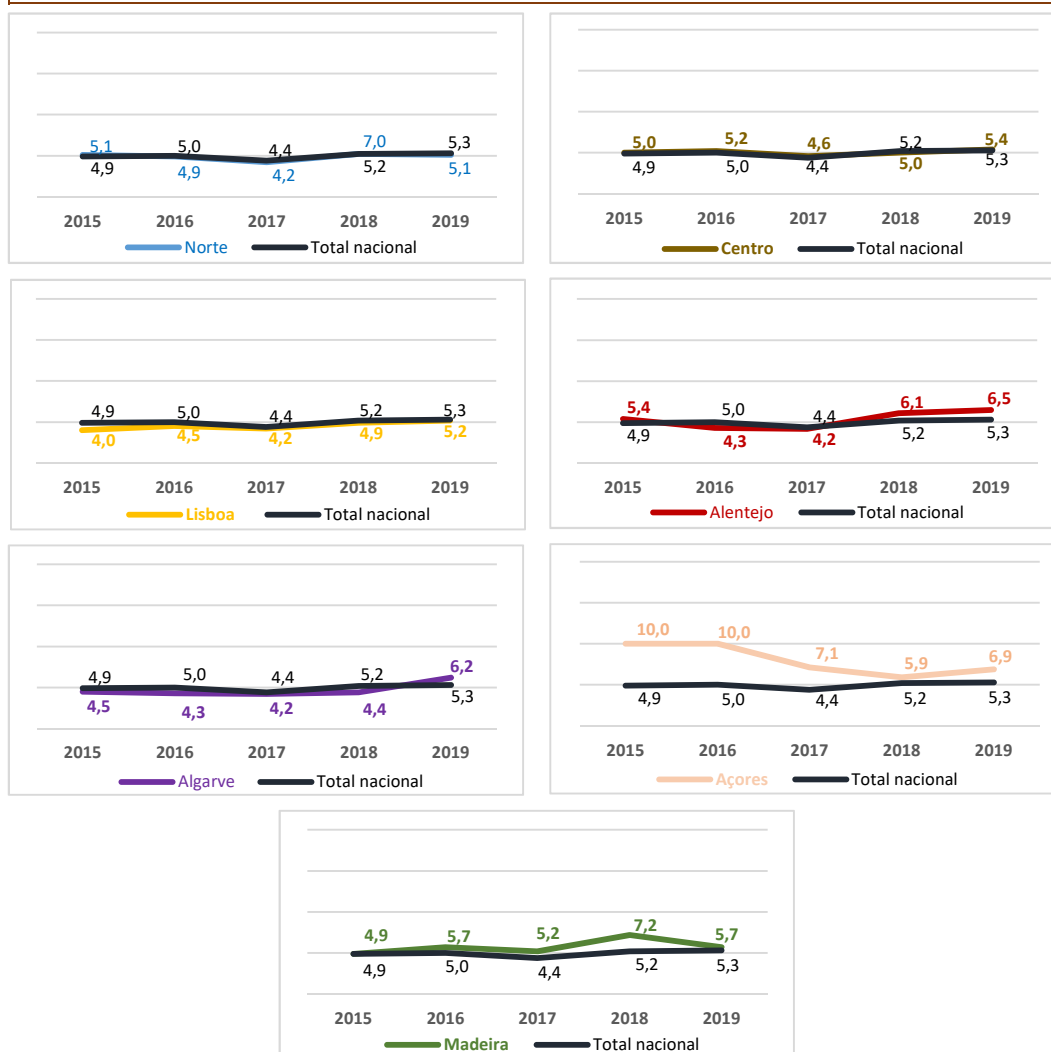 5,1 5,0 4,4 7,0 5,3
4,9 4,9 4,2 5,2 5,1
2015 2016 2017 2018 2019
Norte Total nacional
5,0 5,2 4,6 5,2 5,4
4,9 5,0 4,4 5,0 5,3
2015 2016 2017 2018 2019
Centro Total nacional
4,9 5,0 4,4 5,2 5,3
4,0 4,5 4,2 4,9 5,2
2015 2016 2017 2018 2019
Lisboa Total nacional
5,4 5,0 4,4 6,1 6,5
4,9 4,3 4,2 5,2 5,3
2015 2016 2017 2018 2019
Alentejo Total nacional
4,9 5,0 4,4 5,2 6,2
4,5 4,3 4,2 4,4 5,3
2015 2016 2017 2018 2019
Algarve Total nacional
10,0 10,0 7,1 5,9 6,9
4,9 5,0 4,4 5,2 5,3
2015 2016 2017 2018 2019
Açores Total nacional
4,9 5,7 5,2 7,2 5,7
4,9 5,0 4,4 5,2 5,3
2015 2016 2017 2018 2019
Madeira Total nacional